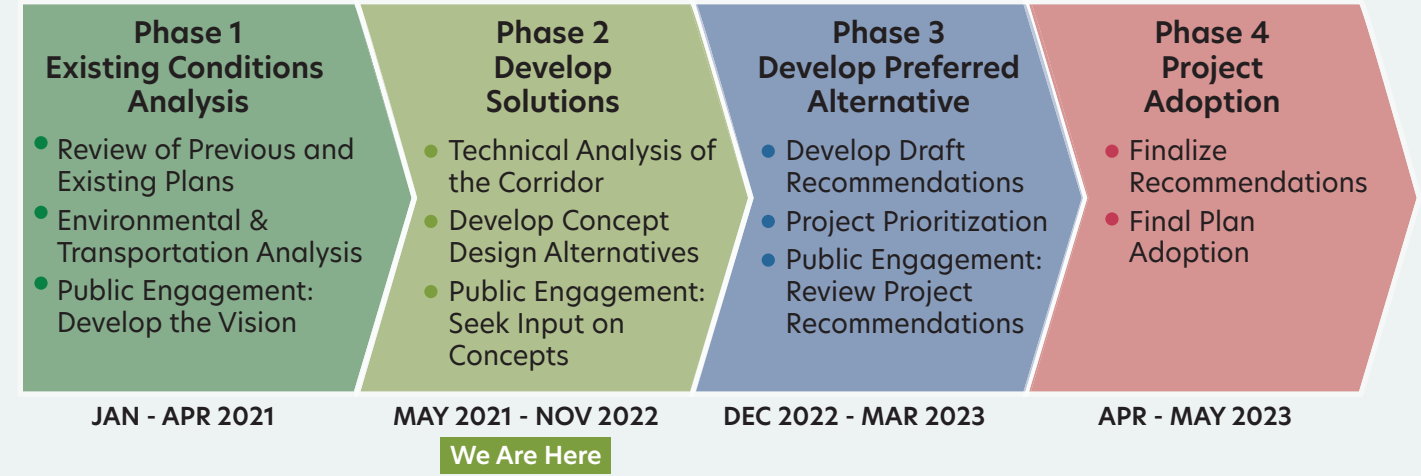 Phase 1
Existing Conditions
Analysis
Review of Previous and
Existing Plans
Environmental &
Transportation Analysis
Public Engagement:
Develop the Vision
JAN - APR 2021
Phase 2
Develop
Solutions
Technical Analysis of
the Corridor
Develop Concept
Design Alternatives
Public Engagement:
Seek Input on
Concepts
MAY 2021 - NOV 2022
We Are Here
Phase 3
Develop Preferred
Alternative
Develop Draft
Recommendations
Project Prioritization
Public Engagement:
Review Project
Recommendations
DEC 2022 - MAR 2023
Phase 4
Project
Adoption
Finalize
Recommendations
Final Plan
Adoption
APR - MAY 2023